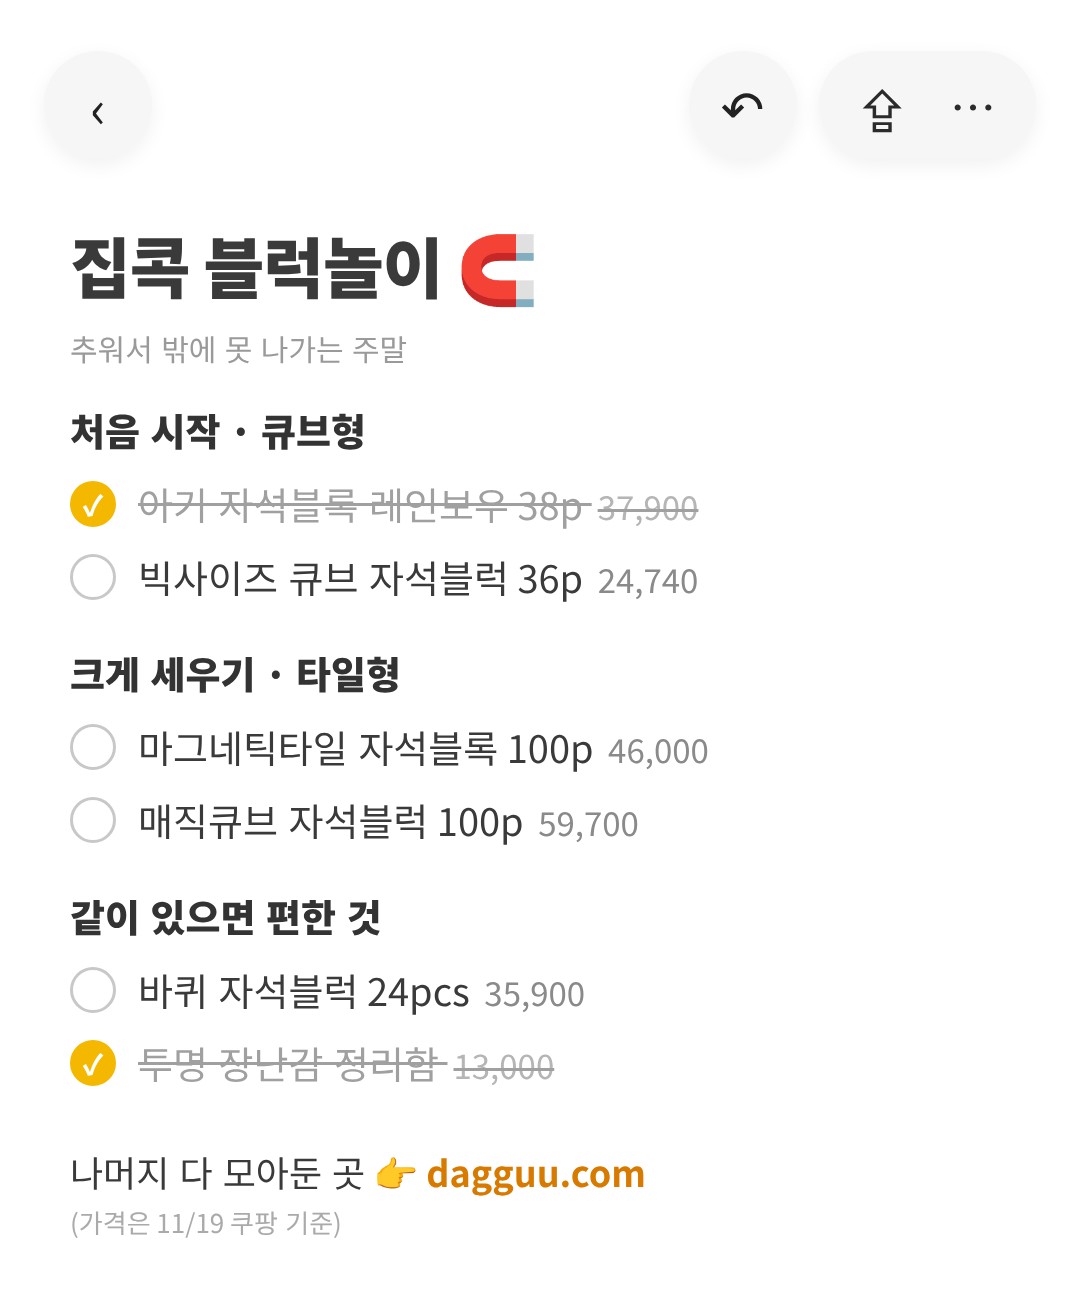 집콕 블럭놀이 🧲
추워서 밖에 못 나가는 주말
처음 시작 · 큐브형
아기 자석블록 레인보우 38p 37,900
빅사이즈 큐브 자석블럭 36p 24,740
크게 세우기 · 타일형
마그네틱타일 자석블록 100p 46,000
매직큐브 자석블럭 100p 59,700
같이 있으면 편한 것
바퀴 자석블럭 24pcs 35,900
투명 장난감 정리함 13,000
나머지 다 모아둔 곳 👉 dagguu.com
(가격은 11/19 쿠팡 기준)